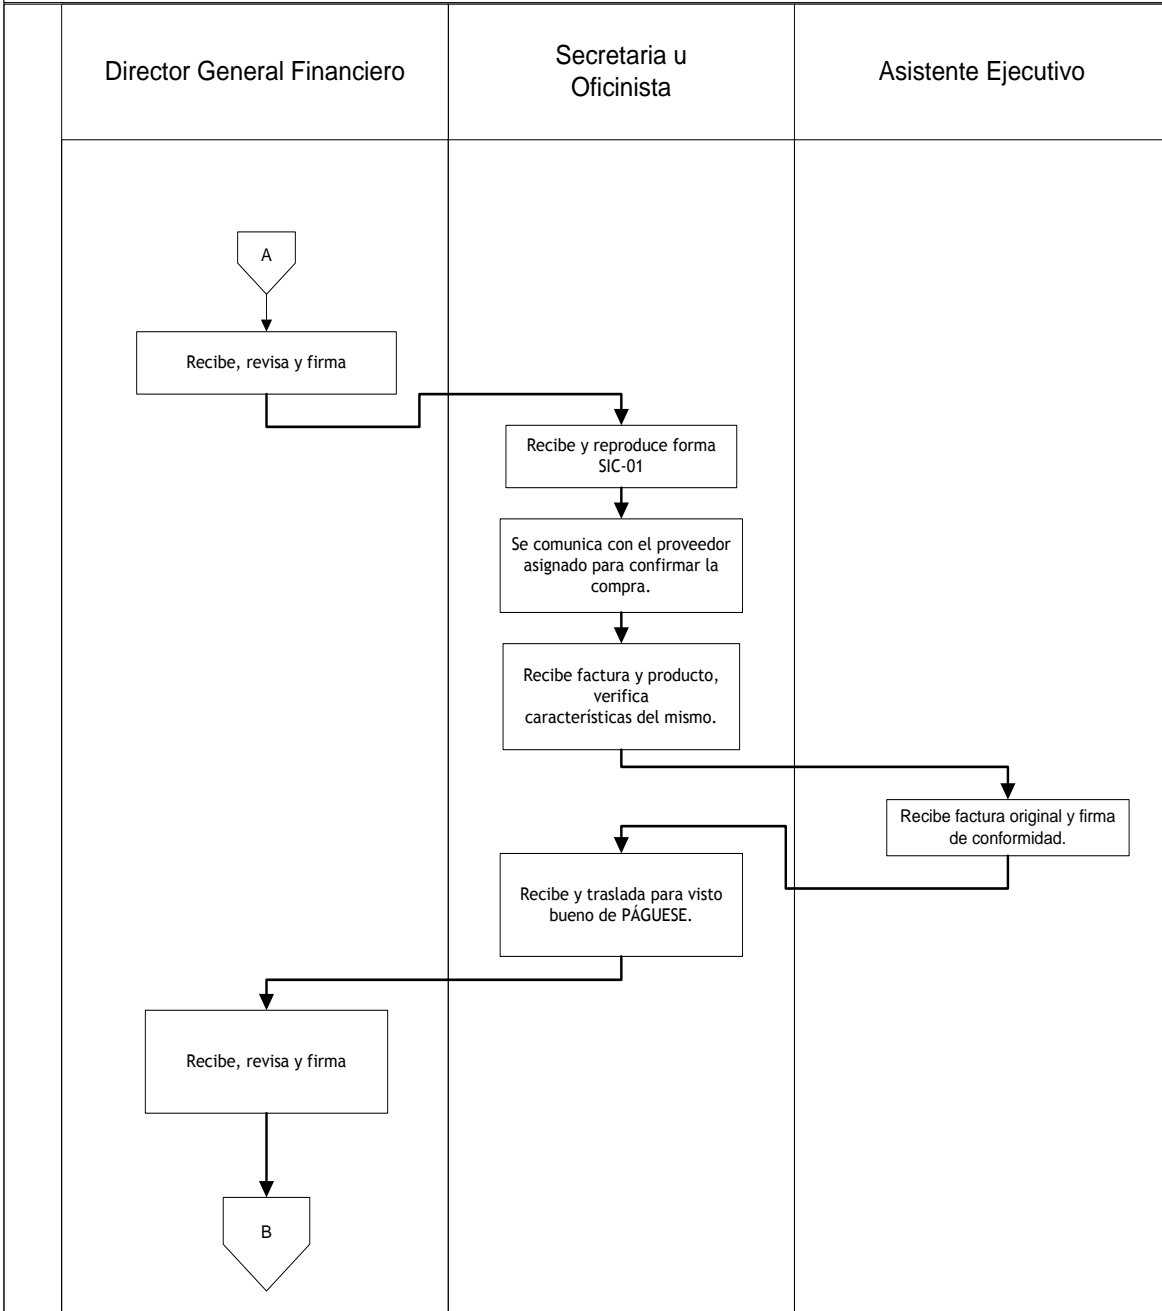 Director General Financiero
Secretaria u
Oficinista
Asistente Ejecutivo
A
Recibe, revisa y firma
Recibe y reproduce forma
SIC-01
Se comunica con el proveedor
asignado para confirmar la
compra.
Recibe factura y producto,
verifica
características del mismo.
Recibe factura original y firma
de conformidad.
Recibe y traslada para visto
bueno de PÁGUESE.
Recibe, revisa y firma
B